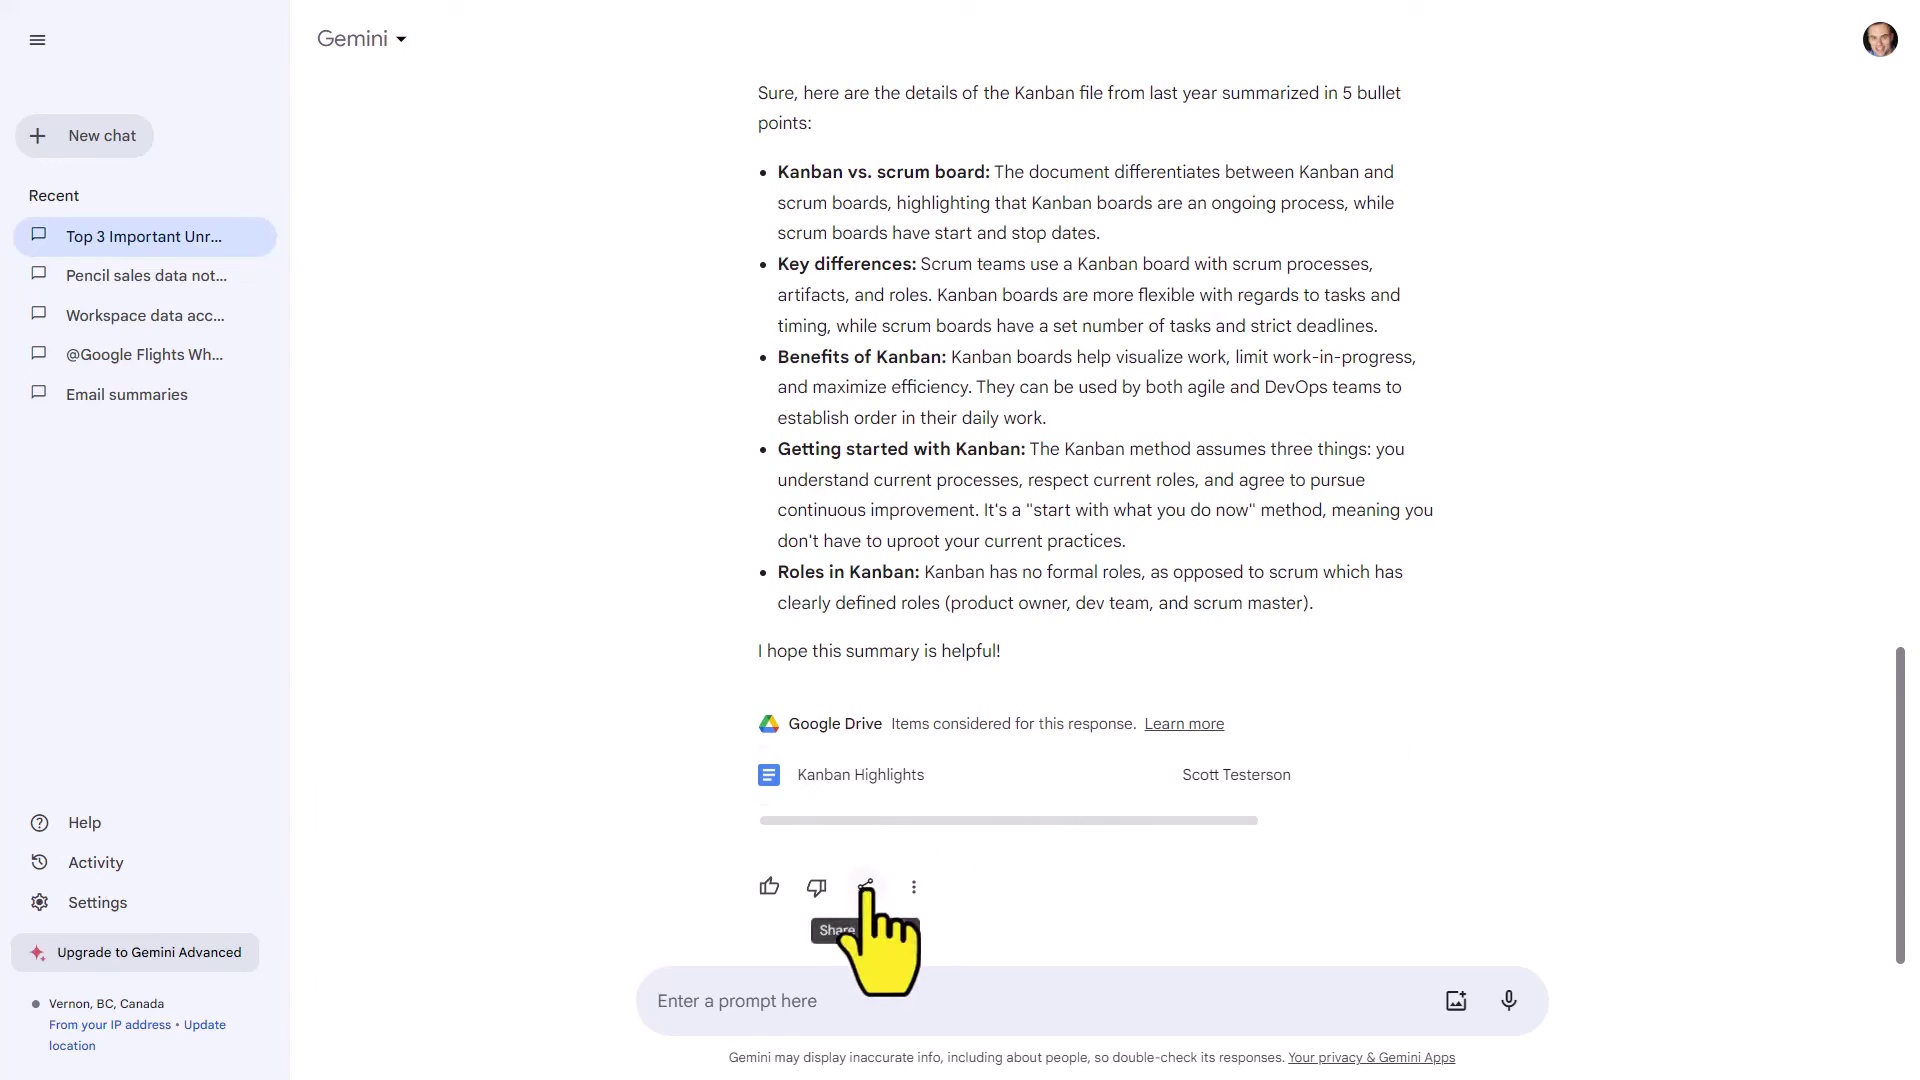 Gemini
New chat
Recent
Top 3 Important Unr...
Pencil sales data not...
Workspace data acc...
@Google Flights Wh...
Email summaries
Help
Activity
Settings
Upgrade to Gemini Advanced
Vernon, BC, Canada
From your IP address • Update
location
Sure, here are the details of the Kanban file from last year summarized in 5 bullet
points:
• Kanban vs. scrum board: The document differentiates between Kanban and
scrum boards, highlighting that Kanban boards are an ongoing process, while
scrum boards have start and stop dates.
• Key differences: Scrum teams use a Kanban board with scrum processes,
artifacts, and roles. Kanban boards are more flexible with regards to tasks and
timing, while scrum boards have a set number of tasks and strict deadlines.
• Benefits of Kanban: Kanban boards help visualize work, limit work-in-progress,
and maximize efficiency. They can be used by both agile and DevOps teams to
establish order in their daily work.
• Getting started with Kanban: The Kanban method assumes three things: you
understand current processes, respect current roles, and agree to pursue
continuous improvement. It's a "start with what you do now" method, meaning you
don't have to uproot your current practices.
• Roles in Kanban: Kanban has no formal roles, as opposed to scrum which has
clearly defined roles (product owner, dev team, and scrum master).
I hope this summary is helpful!
Google Drive Items considered for this response. Learn more
Kanban Highlights Scott Testerson
Share
Enter a prompt here
Gemini may display inaccurate info, including about people, so double-check its responses. Your privacy & Gemini Apps